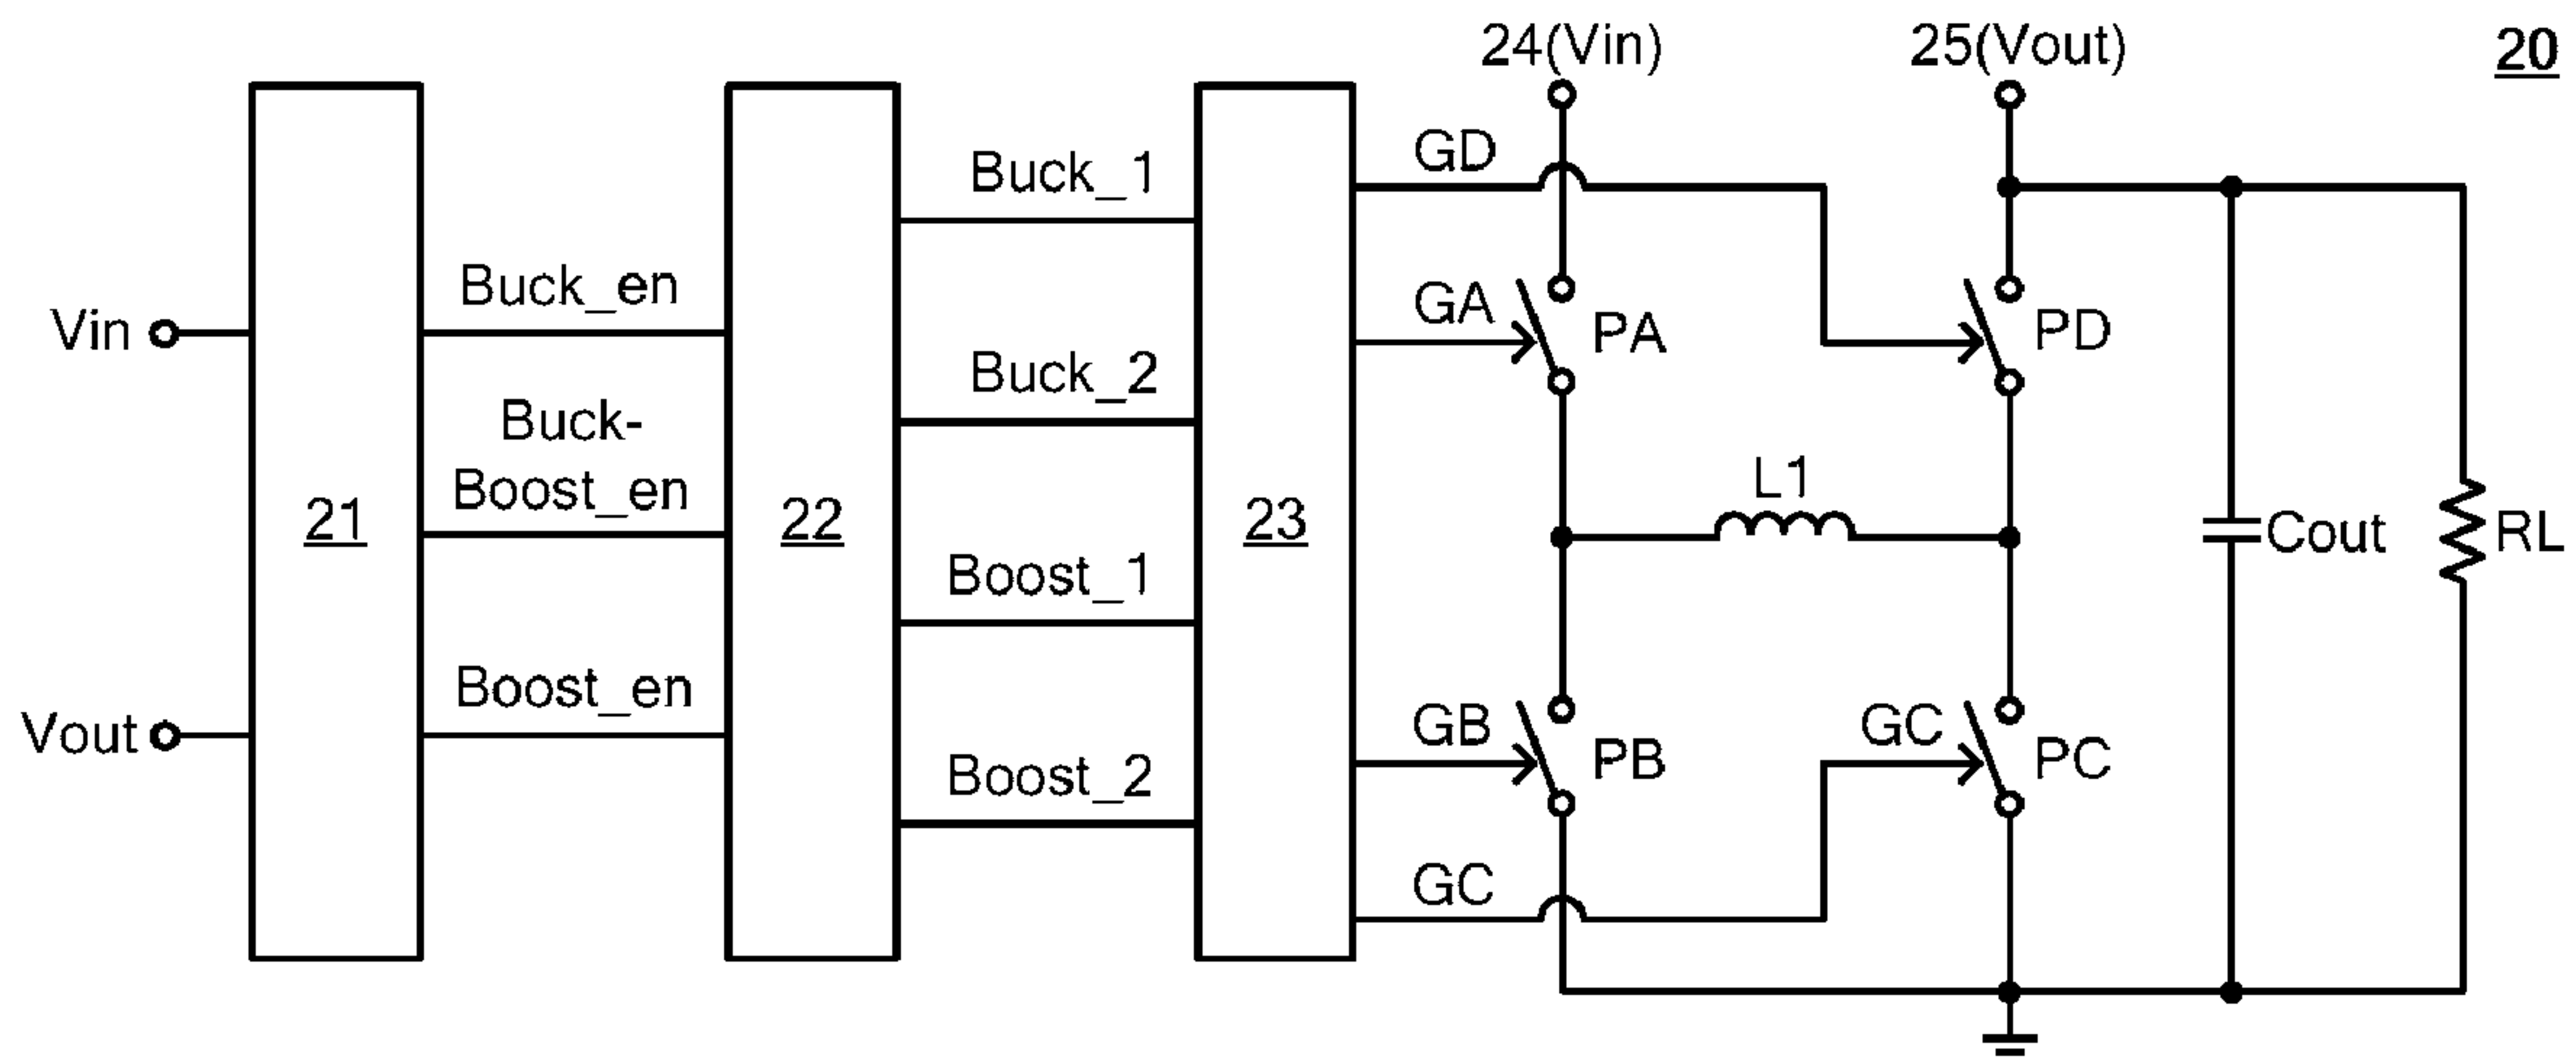 24(Vin)
25(Vout)
20
GD
Buck_1
Buck_en
GA
PA
PD
Vin
Buck_2
Buck-
Boost_en
L1
21
22
23
Cout
RL
Boost_1
Boost_en
Vout
GB
PB
GC
PC
Boost_2
GC